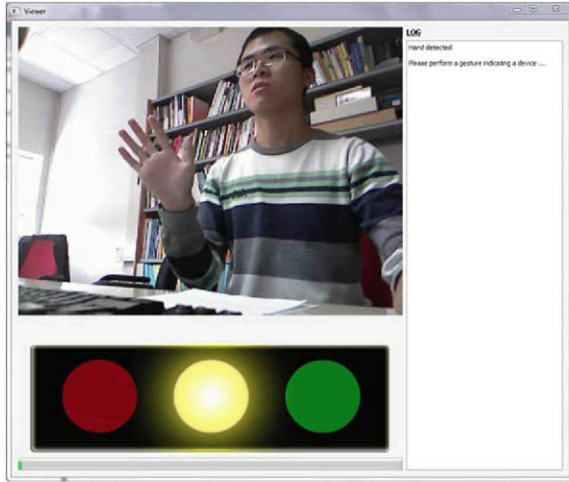 Viewer
LOG
Hand detected
Please perform a gesture indicating a device ...